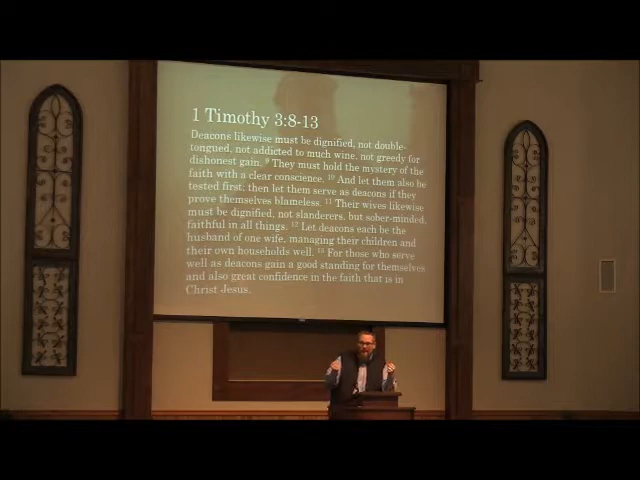 1 Timothy 3:8-13
Deacons likewise must be dignified, not double-
tongued, not addicted to much wine, not greedy for
dishonest gain. 9 They must hold the mystery of the
faith with a clear conscience. 10 And let them also be
tested first; then let them serve as deacons if they
prove themselves blameless. 11 Their wives likewise
must be dignified, not slanderers, but sober-minded,
faithful in all things. 12 Let deacons each be the
husband of one wife, managing their children and
their own households well. 13 For those who serve
well as deacons gain a good standing for themselves
and also great confidence in the faith that is in
Christ Jesus.